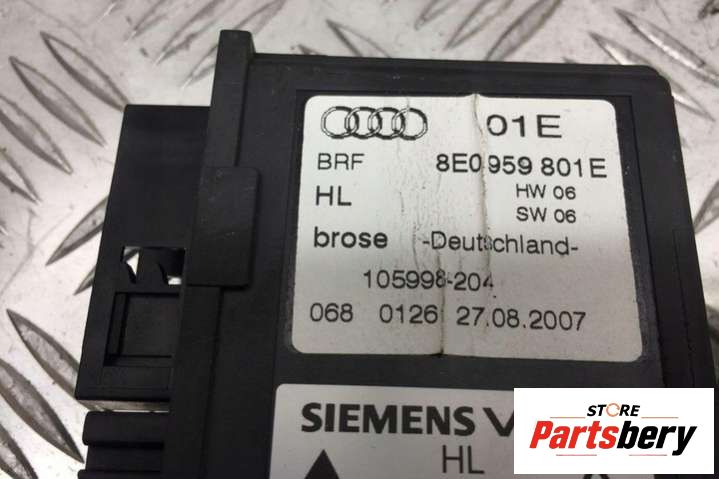 01E
BRF 8E0 959 801E
HL HW 06
SW 06
brose -Deutschland-
105998-204
068 0126 27.08.2007
SIEMENS V
HL
STORE
Partsbery